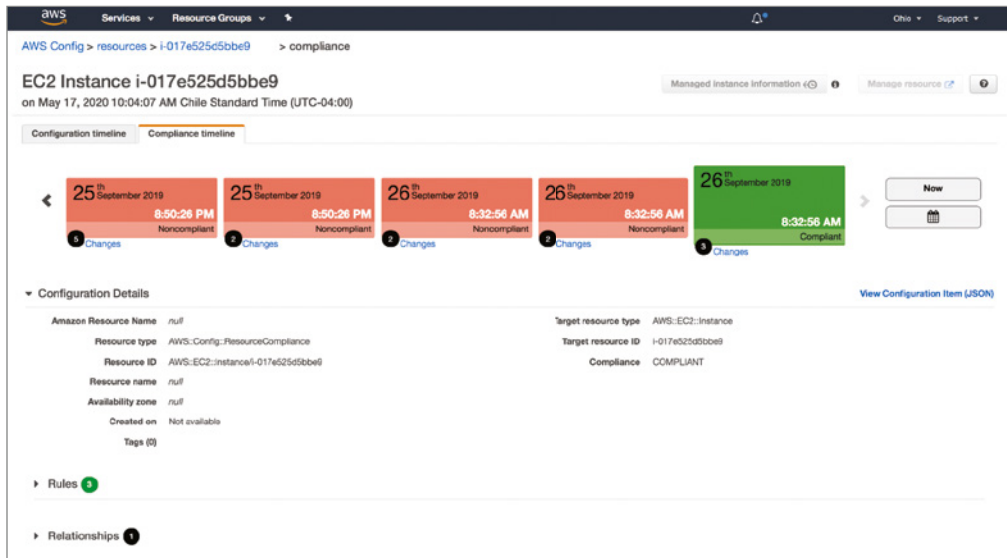 aws Services Resource Groups Ohio Support
AWS Config > resources > i-017e525d5bbe9 > compliance
EC2 Instance i-017e525d5bbe9
Managed instance information
Manage resource
on May 17, 2020 10:04:07 AM Chile Standard Time (UTC-04:00)
Configuration timeline Compliance timeline
25th September 2019
8:50:26 PM
Noncompliant
5 Changes
25th September 2019
8:50:26 PM
Noncompliant
2 Changes
26th September 2019
8:32:56 AM
Noncompliant
2 Changes
26th September 2019
8:32:56 AM
Noncompliant
2 Changes
26th September 2019
8:32:56 AM
Compliant
3 Changes
Now
Configuration Details
View Configuration Item (JSON)
Amazon Resource Name null
Resource type AWS::Config::ResourceCompliance
Resource ID AWS::EC2::Instance/i-017e525d5bbe9
Resource name null
Availability zone null
Created on Not available
Tags (0)
Target resource type AWS::EC2::Instance
Target resource ID i-017e525d5bbe9
Compliance COMPLIANT
Rules 3
Relationships 1